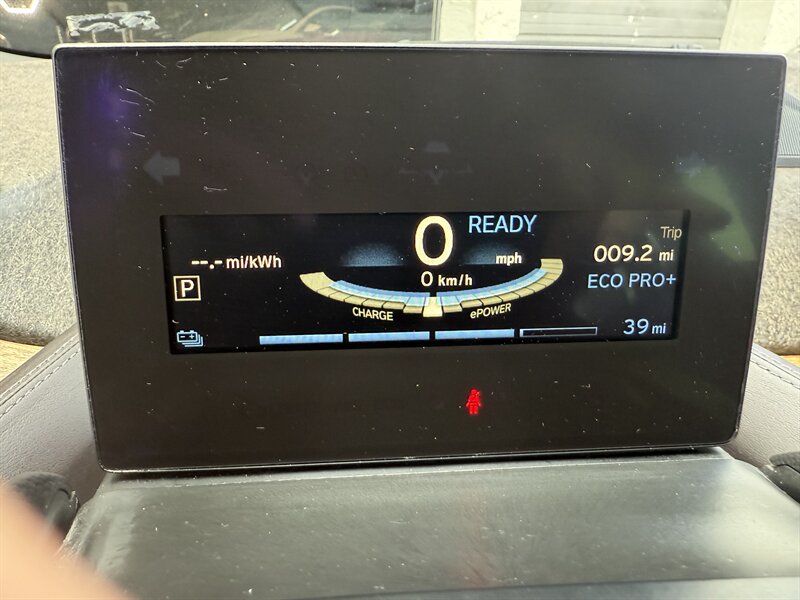 READY
0 mph
Trip
009.2 mi
--.- mi/kWh
0 km/h
ECO PRO+
P
CHARGE
ePOWER
39 mi